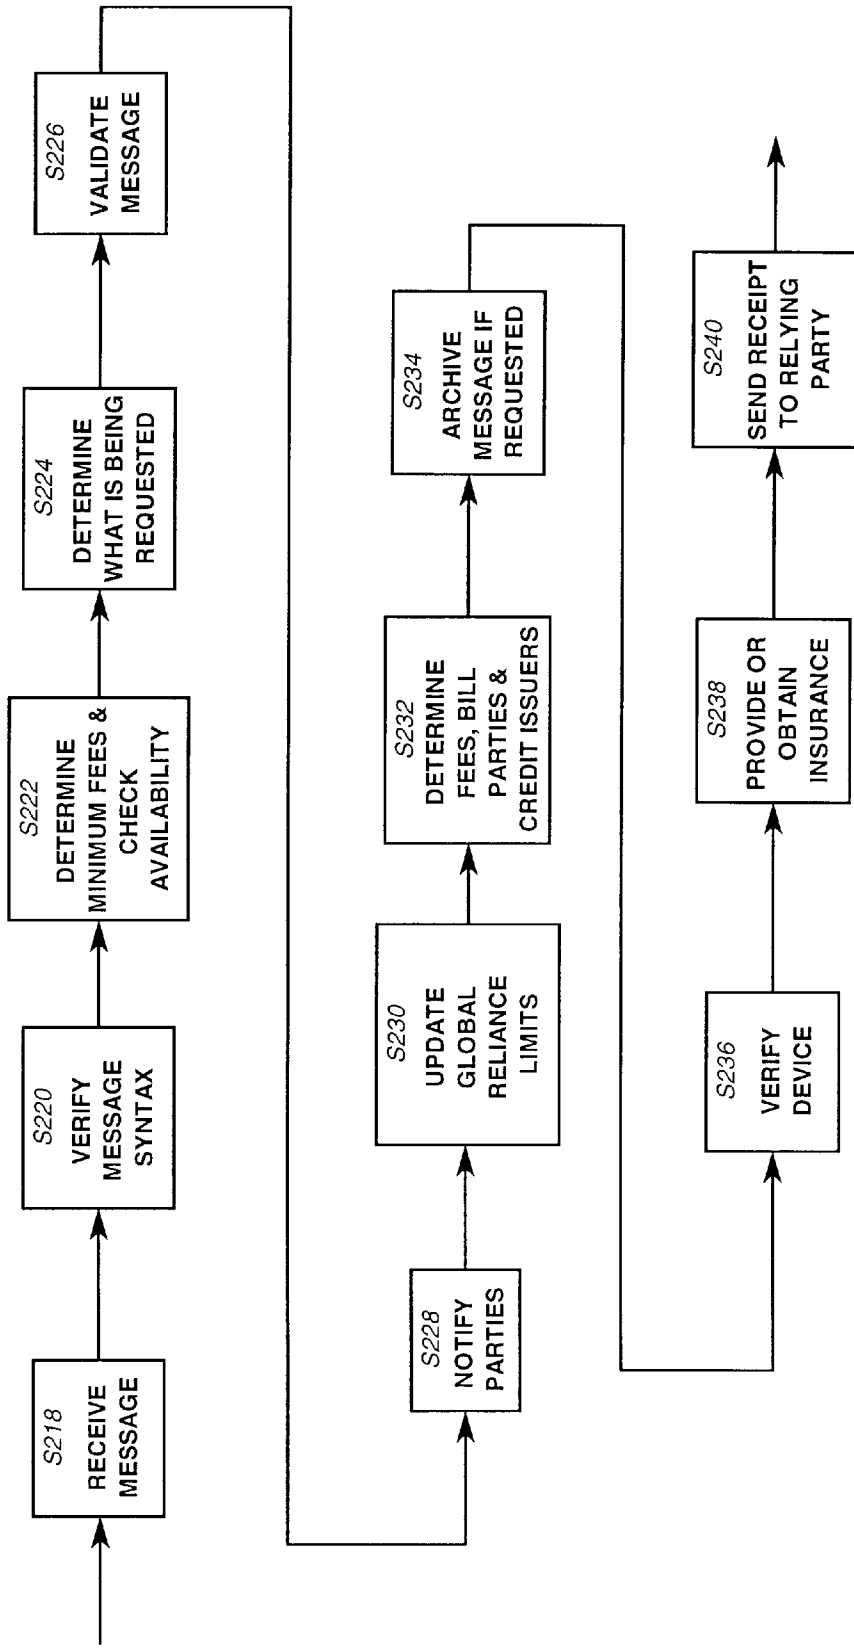 S218
RECEIVE
MESSAGE
S220
VERIFY
MESSAGE
SYNTAX
S222
DETERMINE
MINIMUM FEES &
CHECK
AVAILABILITY
S224
DETERMINE
WHAT IS BEING
REQUESTED
S226
VALIDATE
MESSAGE
S228
NOTIFY
PARTIES
S230
UPDATE
GLOBAL
RELIANCE
LIMITS
S232
DETERMINE
FEES, BILL
PARTIES &
CREDIT ISSUERS
S234
ARCHIVE
MESSAGE IF
REQUESTED
S236
VERIFY
DEVICE
S238
PROVIDE OR
OBTAIN
INSURANCE
S240
SEND RECEIPT
TO RELYING
PARTY